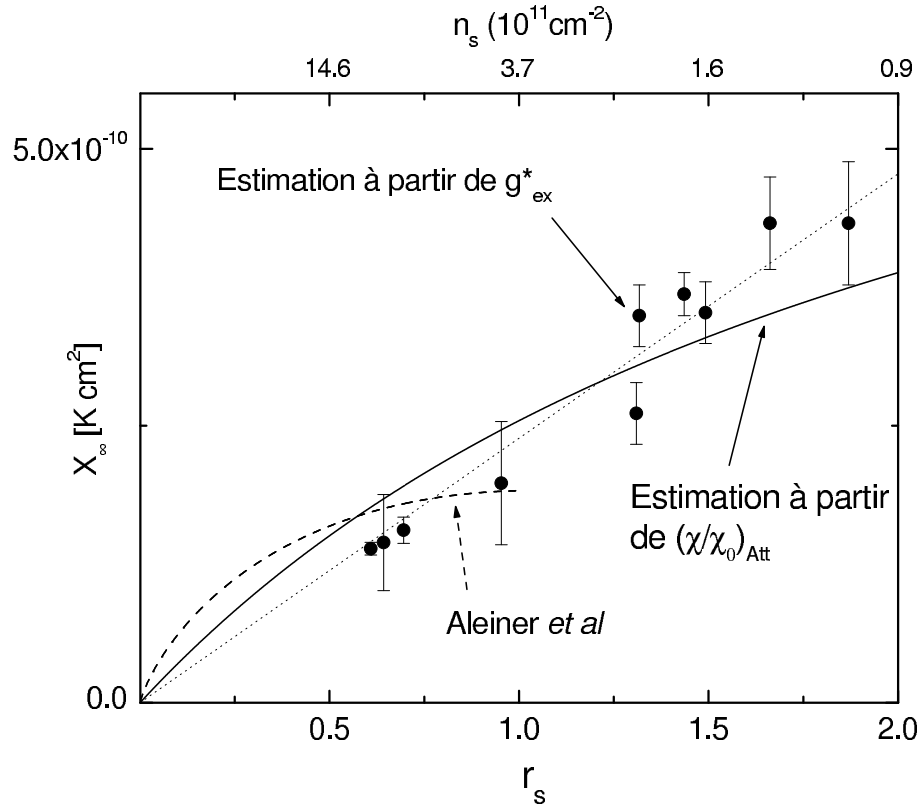 n_s (10^11 cm^-2)
14.6 3.7 1.6 0.9
5.0x10^-10
Estimation à partir de g*_ex
X_∞ [K cm^2]
Estimation à partir
de (χ/χ_0)_Att
Aleiner et al
0.0
0.5 1.0 1.5 2.0
r_s